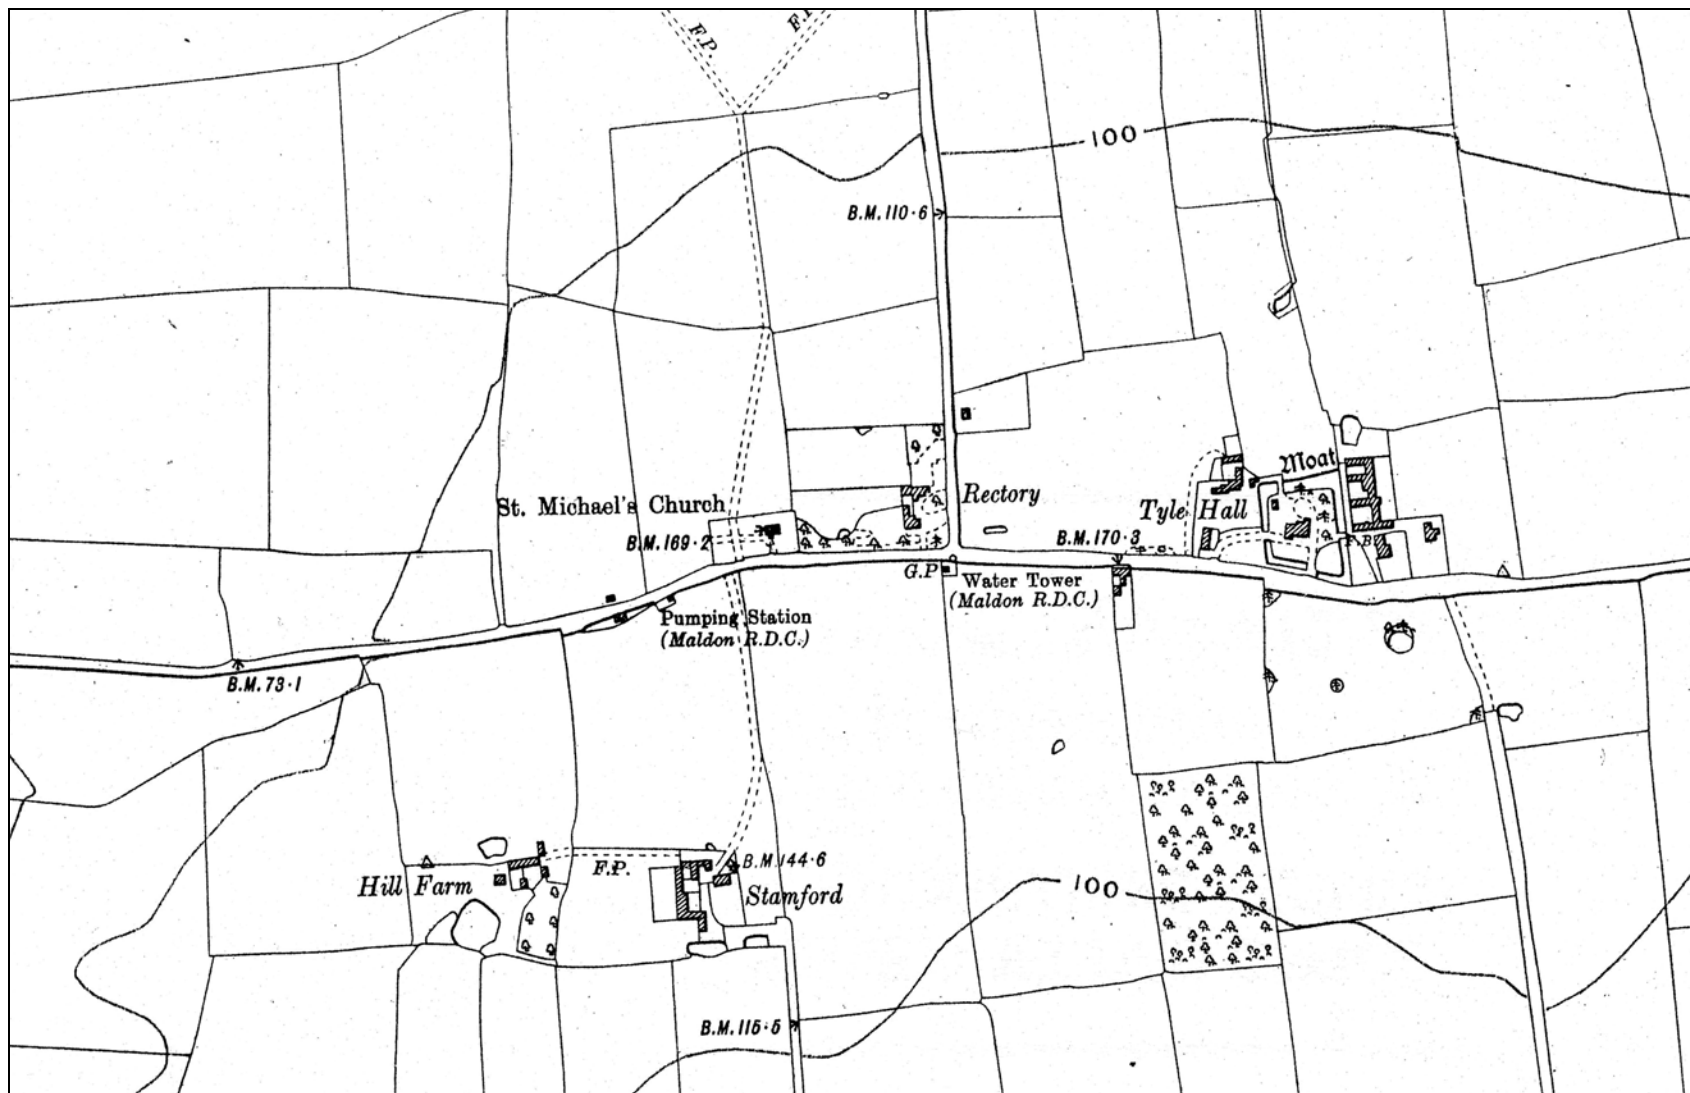 F.P.
F.P.
100
B.M. 110·6
Moat
St. Michael's Church
Rectory
Tyle Hall
B.M. 169·2
B.M. 170·3
F.B.
G.P
Water Tower
(Maldon R.D.C.)
Pumping Station
(Maldon R.D.C.)
B.M. 73·1
B.M. 144·6
F.P.
Hill Farm
Stamford
100
B.M. 115·5